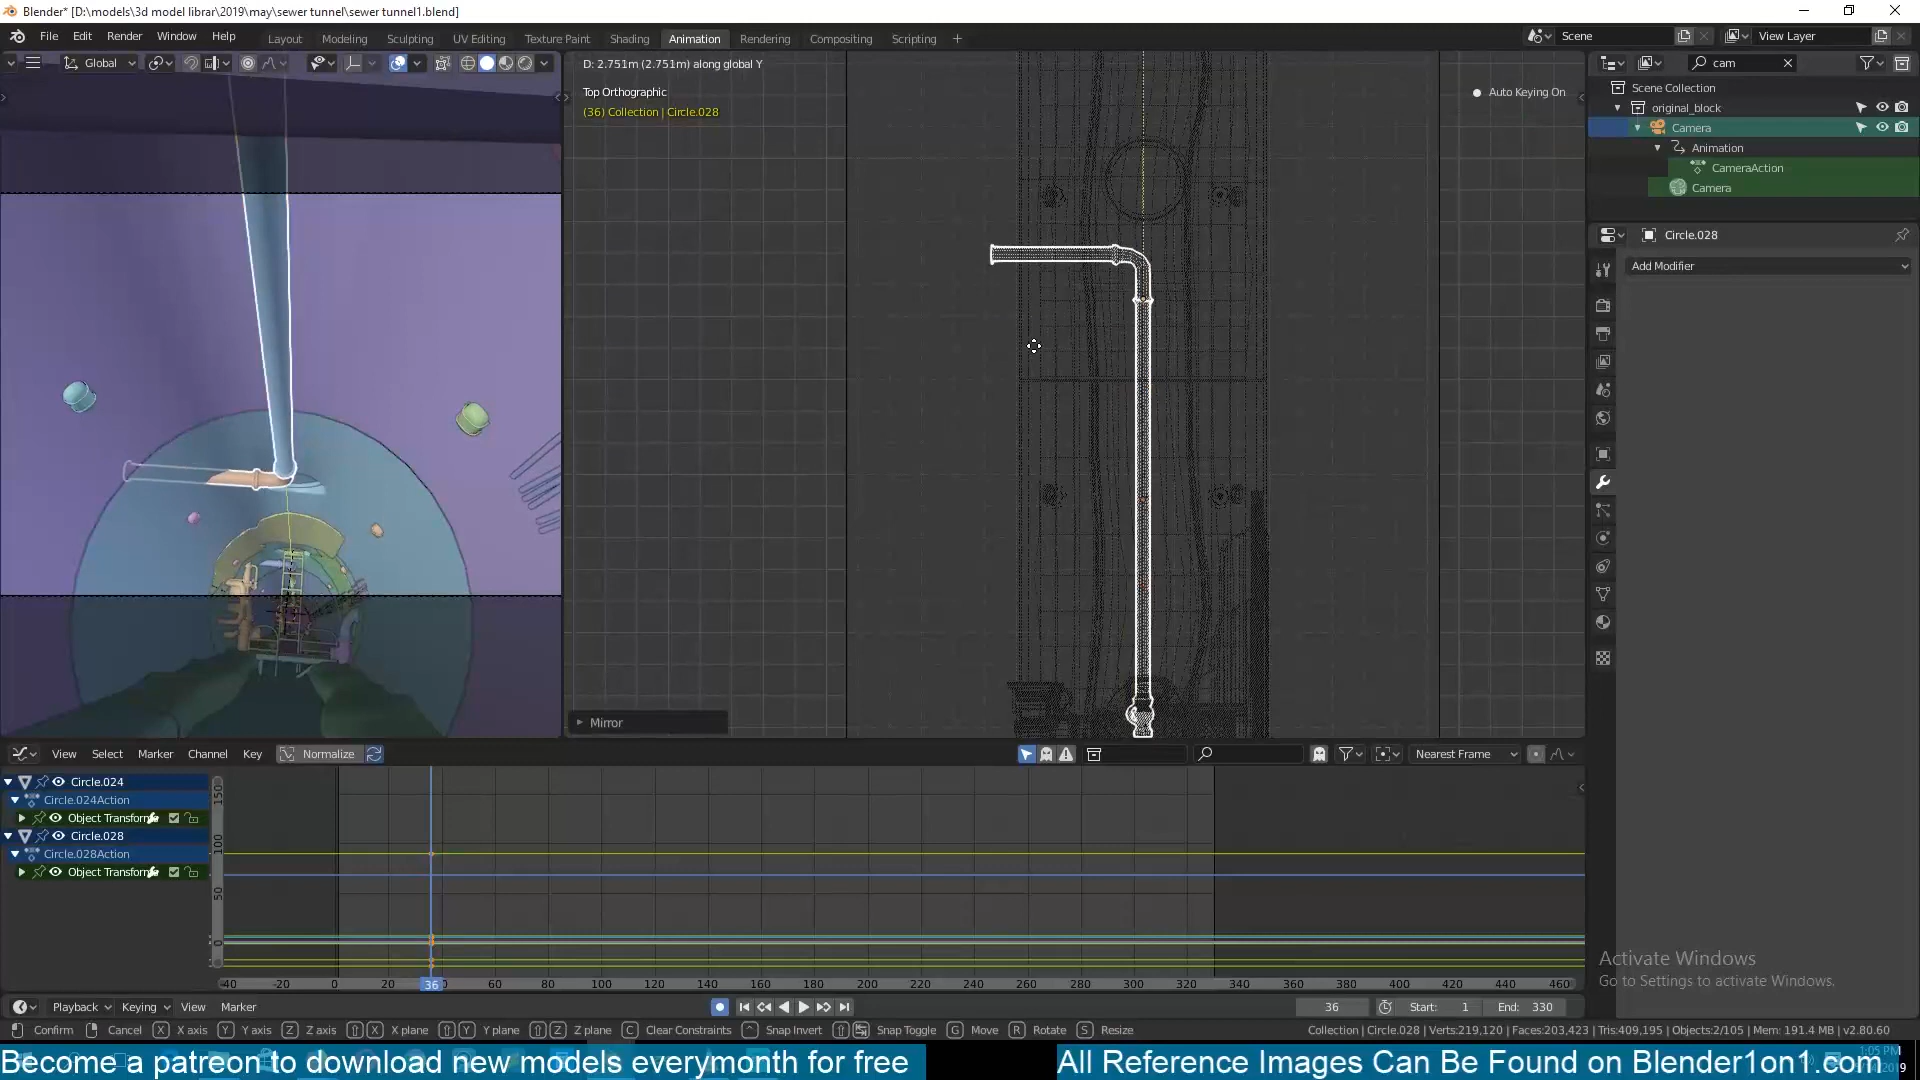 Blender* [D:\models\3d model librar\2019\may\sewer tunnel\sewer tunnel1.blend]
File Edit Render Window Help Layout Modeling Sculpting UV Editing Texture Paint Shading Animation Rendering Compositing Scripting + Scene View Layer
Global
D: 2.751m (2.751m) along global Y
Top Orthographic
(36) Collection | Circle.028
Auto Keying On
cam
Scene Collection
original_block
Camera
Animation
CameraAction
Camera
Circle.028
Add Modifier
Mirror
View Select Marker Channel Key Normalize Nearest Frame
Circle.024
Circle.024Action
Object Transform
Circle.028
Circle.028Action
Object Transform
150
100
50
0
-40 -20 0 20 36 60 80 100 120 140 160 180 200 220 240 260 280 300 320 340 360 380 400 420 440 460
Activate Windows
Go to Settings to activate Windows.
Playback Keying View Marker 36 Start: 1 End: 330
Confirm Cancel X X axis Y Y axis Z Z axis X X plane Y Y plane Z Z plane C Clear Constraints Snap Invert Snap Toggle G Move R Rotate S Resize Collection | Circle.028 | Verts:219,120 | Faces:203,423 | Tris:409,195 | Objects:2/105 | Mem: 191.4 MB | v2.80.60
Become a patreon to download new models everymonth for free
All Reference Images Can Be Found on Blender1on1.com
1:05 PM